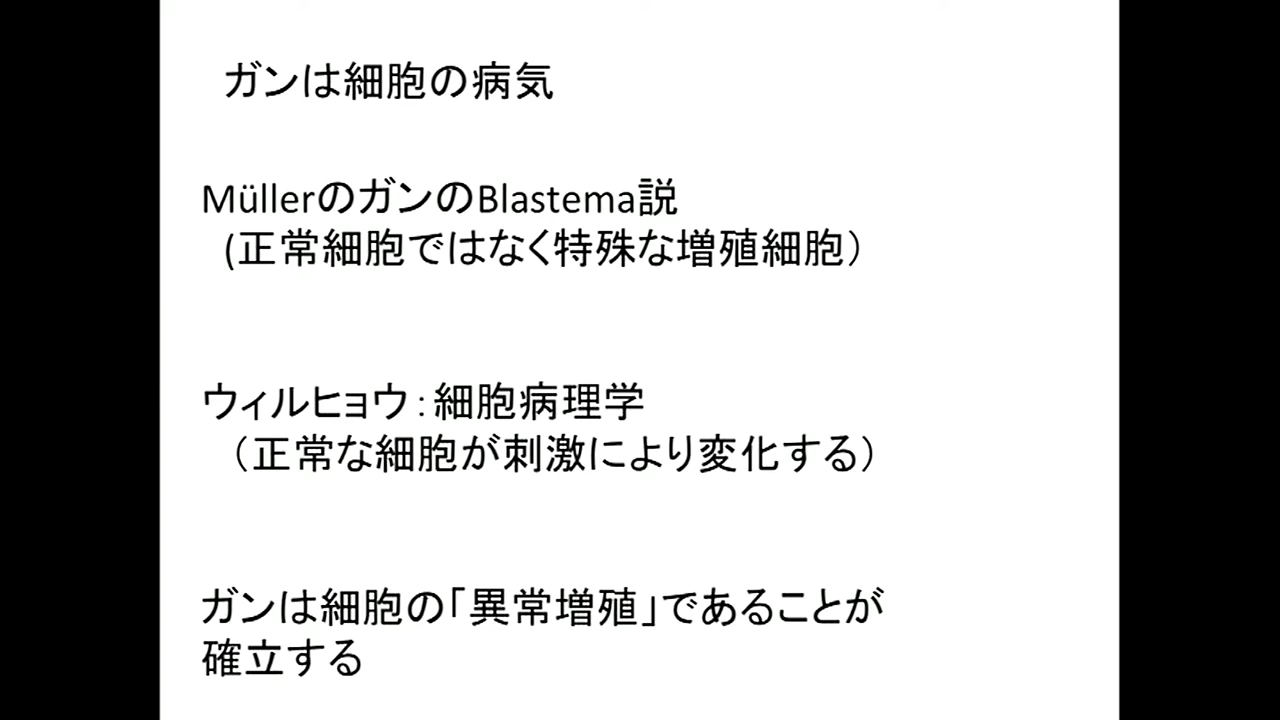 ガンは細胞の病気
MüllerのガンのBlastema説
(正常細胞ではなく特殊な増殖細胞）
ウィルヒョウ：細胞病理学
（正常な細胞が刺激により変化する）
ガンは細胞の「異常増殖」であることが
確立する